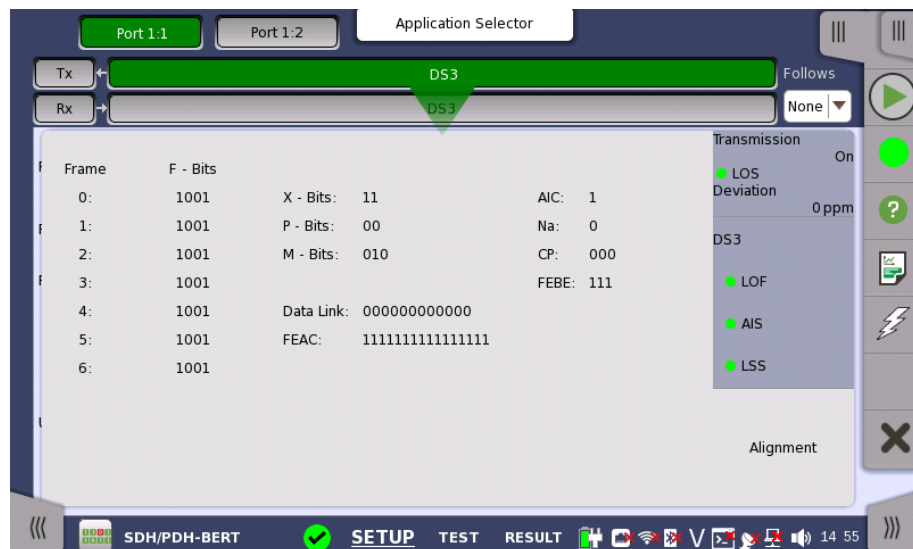 Application Selector
Port 1:1 Port 1:2
Tx DS3 Follows
Rx DS3 None
Transmission
On
LOS
Deviation
0 ppm
Frame F - Bits
0: 1001 X - Bits: 11 AIC: 1
1: 1001 P - Bits: 00 Na: 0
2: 1001 M - Bits: 010 CP: 000
3: 1001 FEBE: 111
4: 1001 Data Link: 000000000000
5: 1001 FEAC: 1111111111111111
6: 1001
DS3
LOF
AIS
LSS
Alignment
SDH/PDH-BERT SETUP TEST RESULT V 14 55